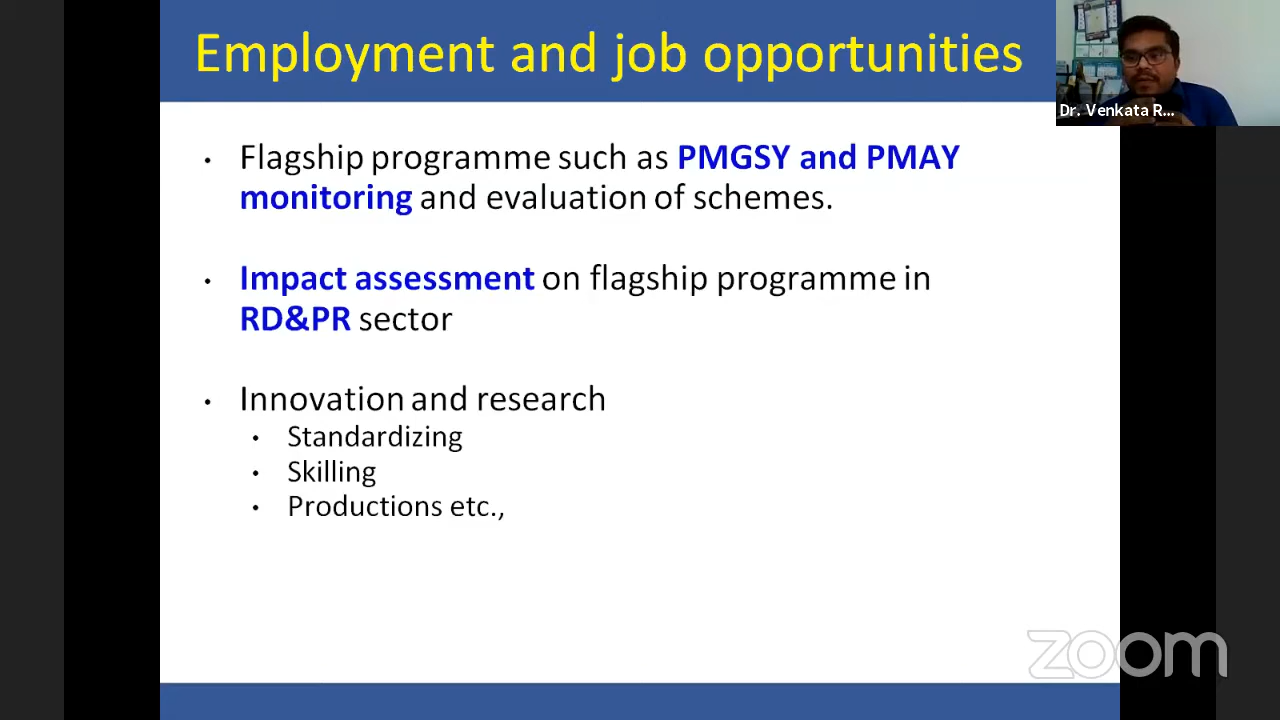 Employment and job opportunities
Dr. Venkata R...
• Flagship programme such as PMGSY and PMAY
monitoring and evaluation of schemes.
• Impact assessment on flagship programme in
RD&PR sector
• Innovation and research
• Standardizing
• Skilling
• Productions etc.,
zoom